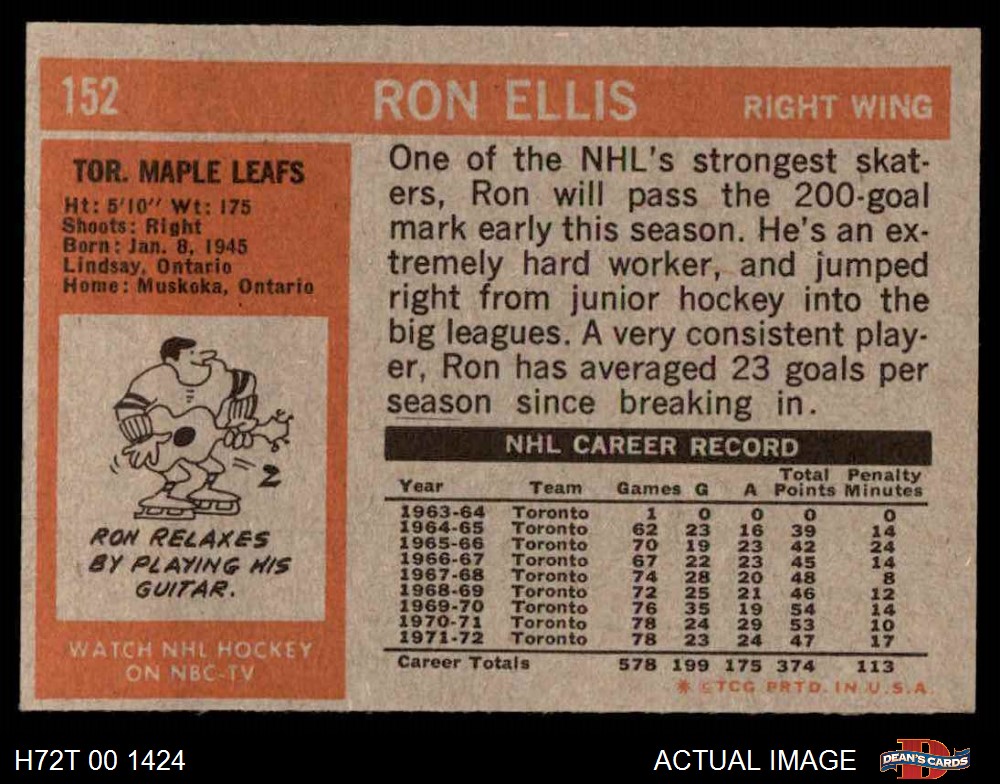 152 RON ELLIS RIGHT WING
TOR. MAPLE LEAFS
Ht: 5'10" Wt: 175
Shoots: Right
Born: Jan. 8, 1945
Lindsay, Ontario
Home: Muskoka, Ontario
RON RELAXES
BY PLAYING HIS
GUITAR.
WATCH NHL HOCKEY
ON NBC-TV
One of the NHL's strongest skat-
ers, Ron will pass the 200-goal
mark early this season. He's an ex-
tremely hard worker, and jumped
right from junior hockey into the
big leagues. A very consistent play-
er, Ron has averaged 23 goals per
season since breaking in.
NHL CAREER RECORD
Year Team Games G A Total Points Penalty Minutes
1963-64 Toronto 1 0 0 0 0
1964-65 Toronto 62 23 16 39 14
1965-66 Toronto 70 19 23 42 24
1966-67 Toronto 67 22 23 45 14
1967-68 Toronto 74 28 20 48 8
1968-69 Toronto 72 25 21 46 12
1969-70 Toronto 76 35 19 54 14
1970-71 Toronto 78 24 29 53 10
1971-72 Toronto 78 23 24 47 17
Career Totals 578 199 175 374 113
* ©TCG PRTD. IN U.S.A.
H72T 00 1424 ACTUAL IMAGE D DEAN'S CARDS